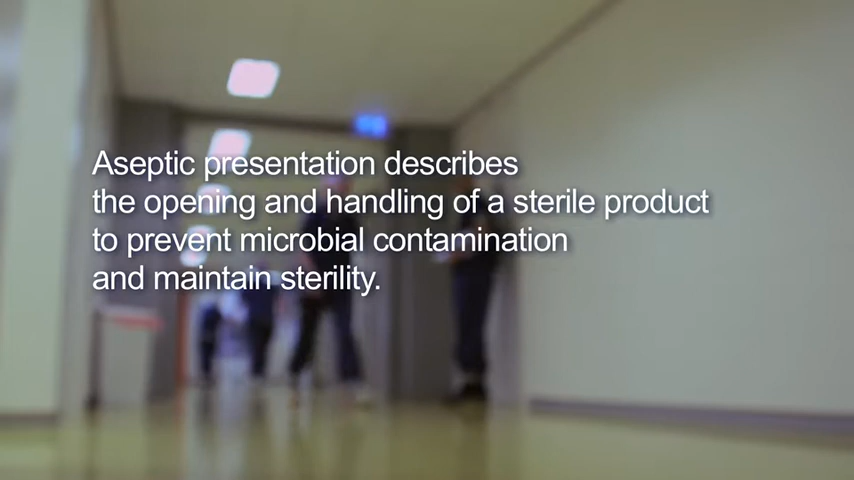 Aseptic presentation describes
the opening and handling of a sterile product
to prevent microbial contamination
and maintain sterility.